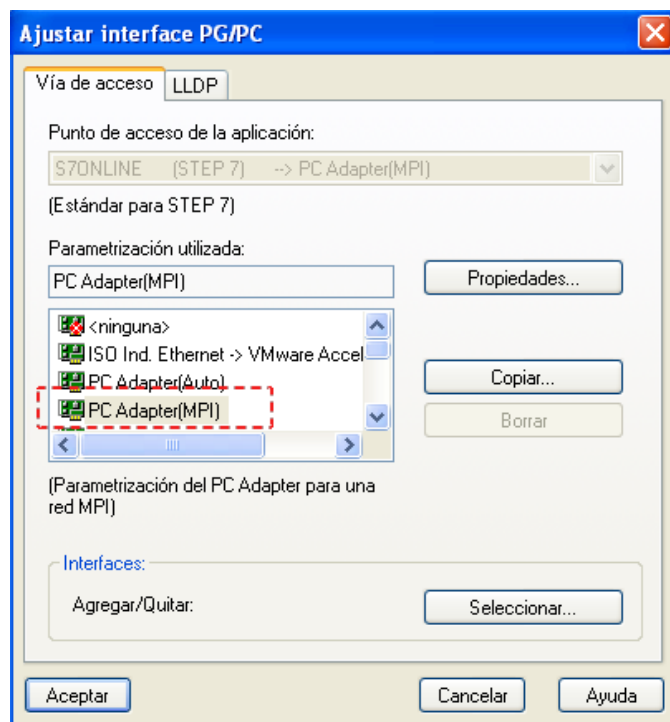 Ajustar interface PG/PC
Vía de acceso LLDP
Punto de acceso de la aplicación:
S7ONLINE (STEP 7) --> PC Adapter(MPI)
(Estándar para STEP 7)
Parametrización utilizada:
PC Adapter(MPI)
Propiedades...
<ninguna>
ISO Ind. Ethernet -> VMware Accel
PC Adapter(Auto)
PC Adapter(MPI)
Copiar...
Borrar
(Parametrización del PC Adapter para una
red MPI)
Interfaces:
Agregar/Quitar:
Seleccionar...
Aceptar Cancelar Ayuda